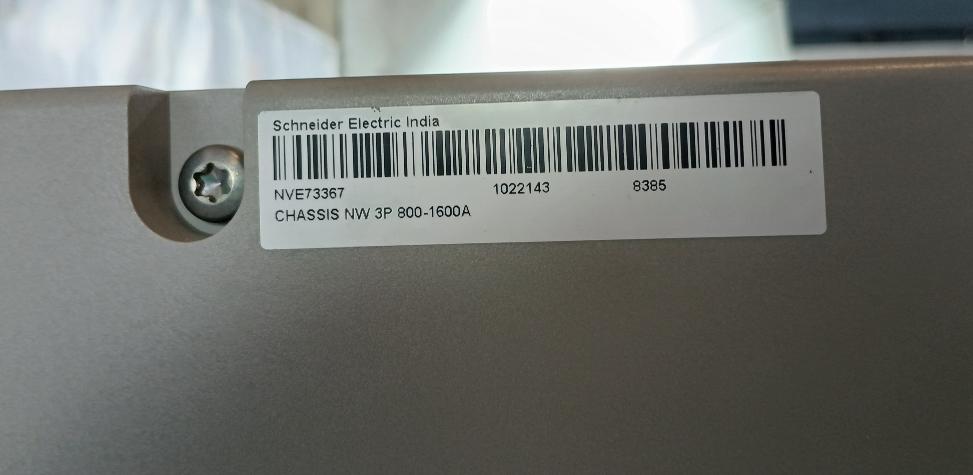 Schneider Electric India
NVE73367 1022143 8385
CHASSIS NW 3P 800-1600A